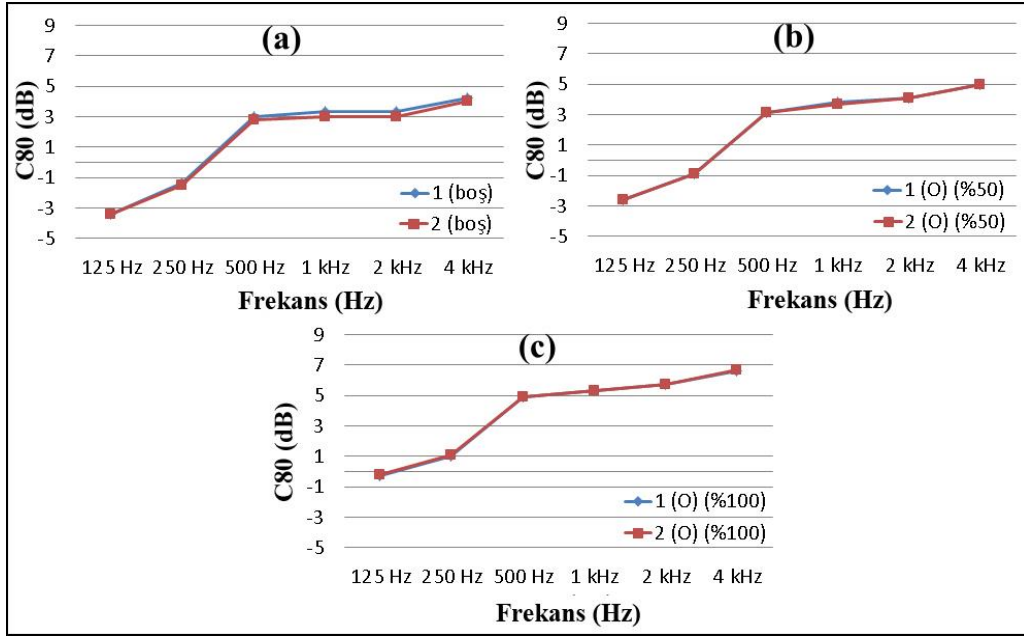 (a)
9
7
5
3
1
-1
-3
-5
C80 (dB)
1 (boş)
2 (boş)
125 Hz 250 Hz 500 Hz 1 kHz 2 kHz 4 kHz
Frekans (Hz)
(b)
9
7
5
3
1
-1
-3
-5
C80 (dB)
1 (O) (%50)
2 (O) (%50)
125 Hz 250 Hz 500 Hz 1 kHz 2 kHz 4 kHz
Frekans (Hz)
(c)
9
7
5
3
1
-1
-3
-5
C80 (dB)
1 (O) (%100)
2 (O) (%100)
125 Hz 250 Hz 500 Hz 1 kHz 2 kHz 4 kHz
Frekans (Hz)